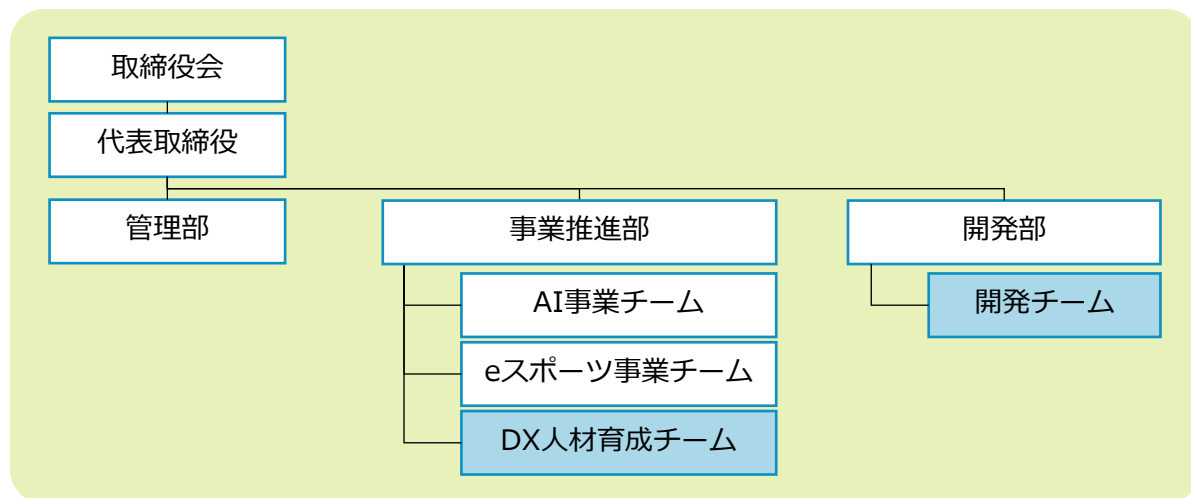 取締役会
代表取締役
管理部
事業推進部
開発部
AI事業チーム
開発チーム
eスポーツ事業チーム
DX人材育成チーム